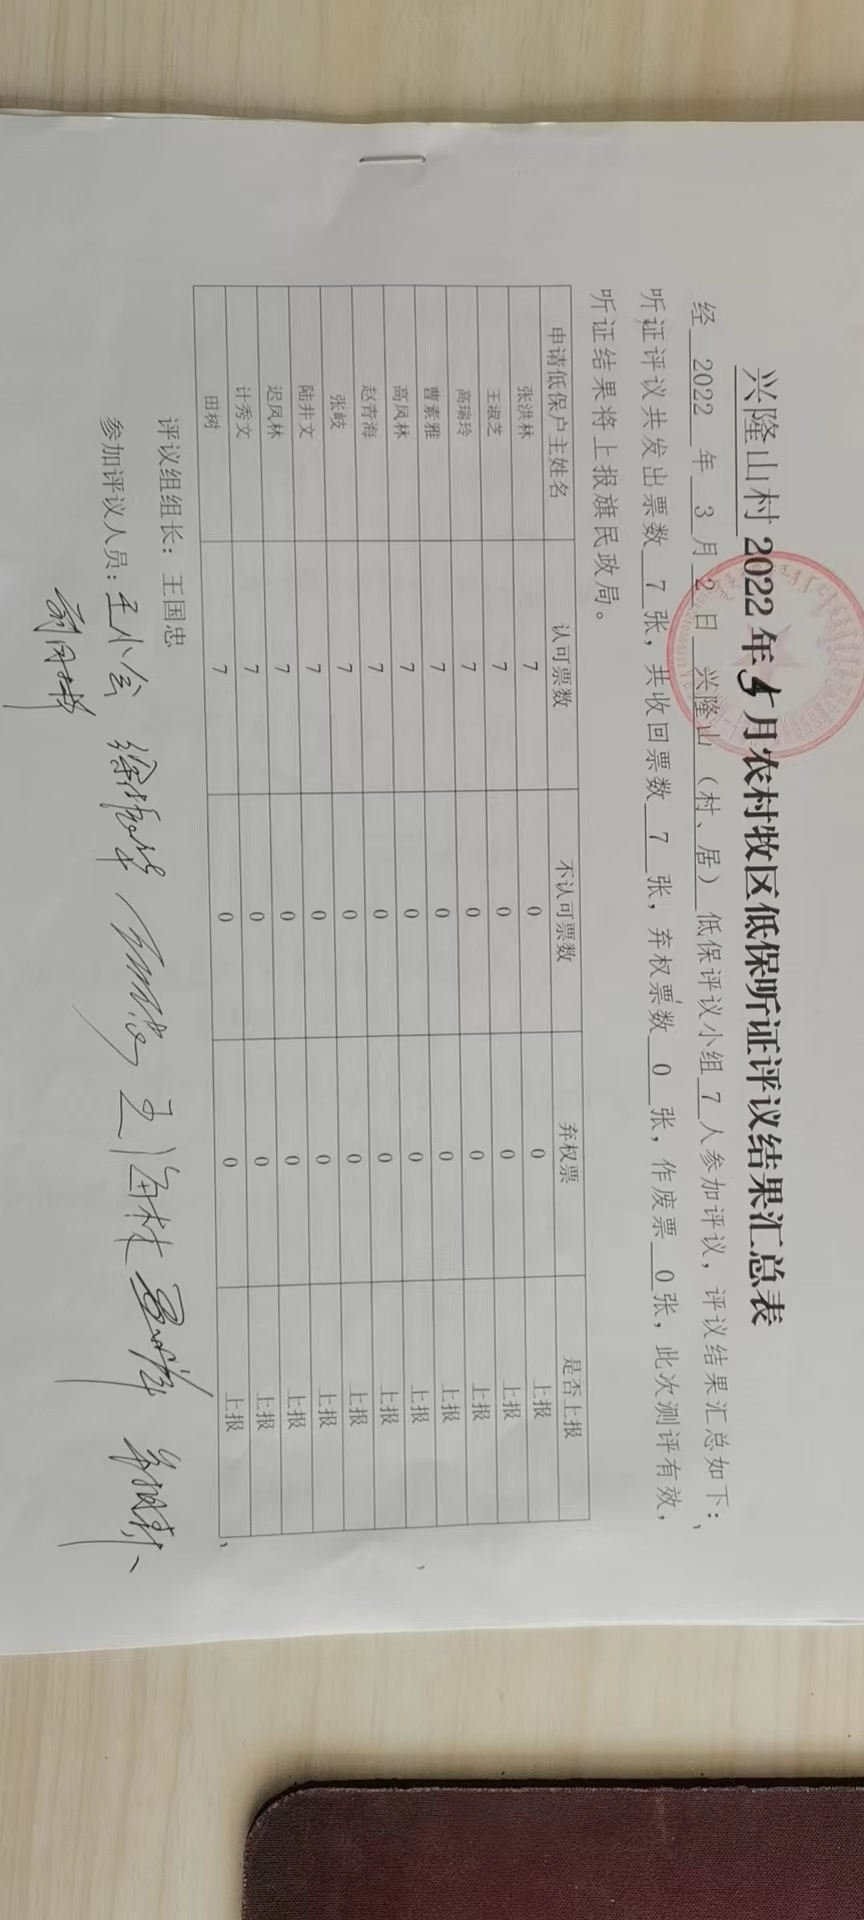 兴隆山村2022年5月农村牧区低保听证评议结果汇总表
经 2022 年 3 月 2 日 兴隆山（村、居）低保评议小组 7 人参加评议，评议结果汇总如下：
听证评议共发出票数 7 张，共收回票数 7 张，弃权票数 0 张，作废票 0 张，此次测评有效，
听证结果将上报旗民政局。
申请低保户主姓名 认可票数 不认可票数 弃权票 是否上报
张洪林 7 0 0 上报
王淑芝 7 0 0 上报
高瑞玲 7 0 0 上报
曹素雅 7 0 0 上报
高凤林 7 0 0 上报
赵青海 7 0 0 上报
张岐 7 0 0 上报
陆井文 7 0 0 上报
迟凤林 7 0 0 上报
计秀文 7 0 0 上报
田树 7 0 0 上报
评议组组长：王国忠
参加评议人员：王小会 王海林